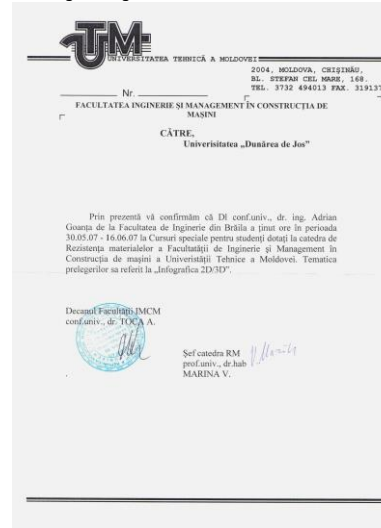 UTM
UNIVERSITATEA TEHNICĂ A MOLDOVEI
2004, MOLDOVA, CHIŞINĂU,
BL. STEFAN CEL MARE, 168.
TEL. 3732 494013 FAX. 319137
Nr.
FACULTATEA INGINERIE ŞI MANAGEMENT ÎN CONSTRUCŢIA DE
MAŞINI
CĂTRE,
Univerisitatea „Dunărea de Jos”
Prin prezentă vă confirmăm că Dl conf.univ., dr. ing. Adrian
Goanţa de la Facultatea de Inginerie din Brăila a ţinut ore în perioada
30.05.07 - 16.06.07 la Cursuri speciale pentru studenţi dotaţi la catedra de
Rezistenţa materialelor a Facultatăţii de Inginerie şi Management în
Construcţia de maşini a Univeristăţii Tehnice a Moldovei. Tematica
prelegerilor sa referit la „Infografica 2D/3D”.
Decanul Facultăţii IMCM
conf.univ., dr. TOCA A.
Şef catedra RM
prof.univ., dr.hab
MARINA V.